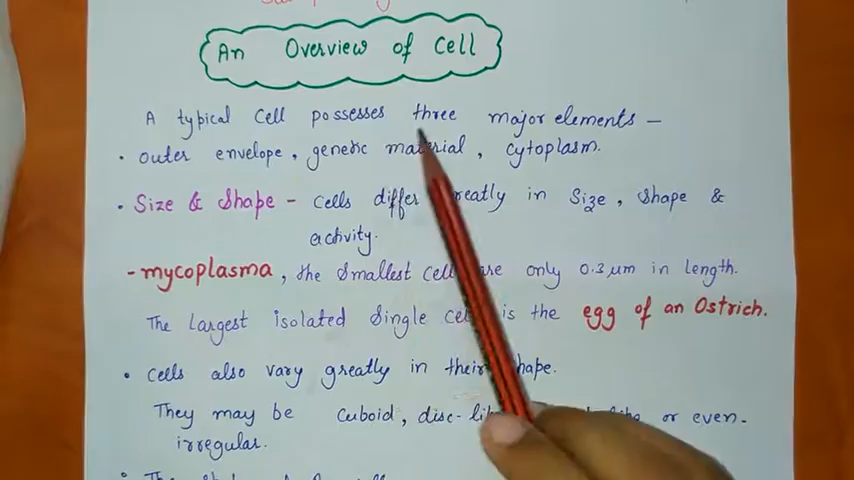 An Overview of Cell
A typical Cell possesses three major elements -
• outer envelope, genetic material, cytoplasm.
• Size & Shape - cells differ greatly in Size, Shape &
activity.
- mycoplasma, the smallest cells are only 0.3 μm in length.
The Largest isolated Single cell is the egg of an Ostrich.
• Cells also vary greatly in their shape.
They may be Cuboid, disc-like or even-
irregular.